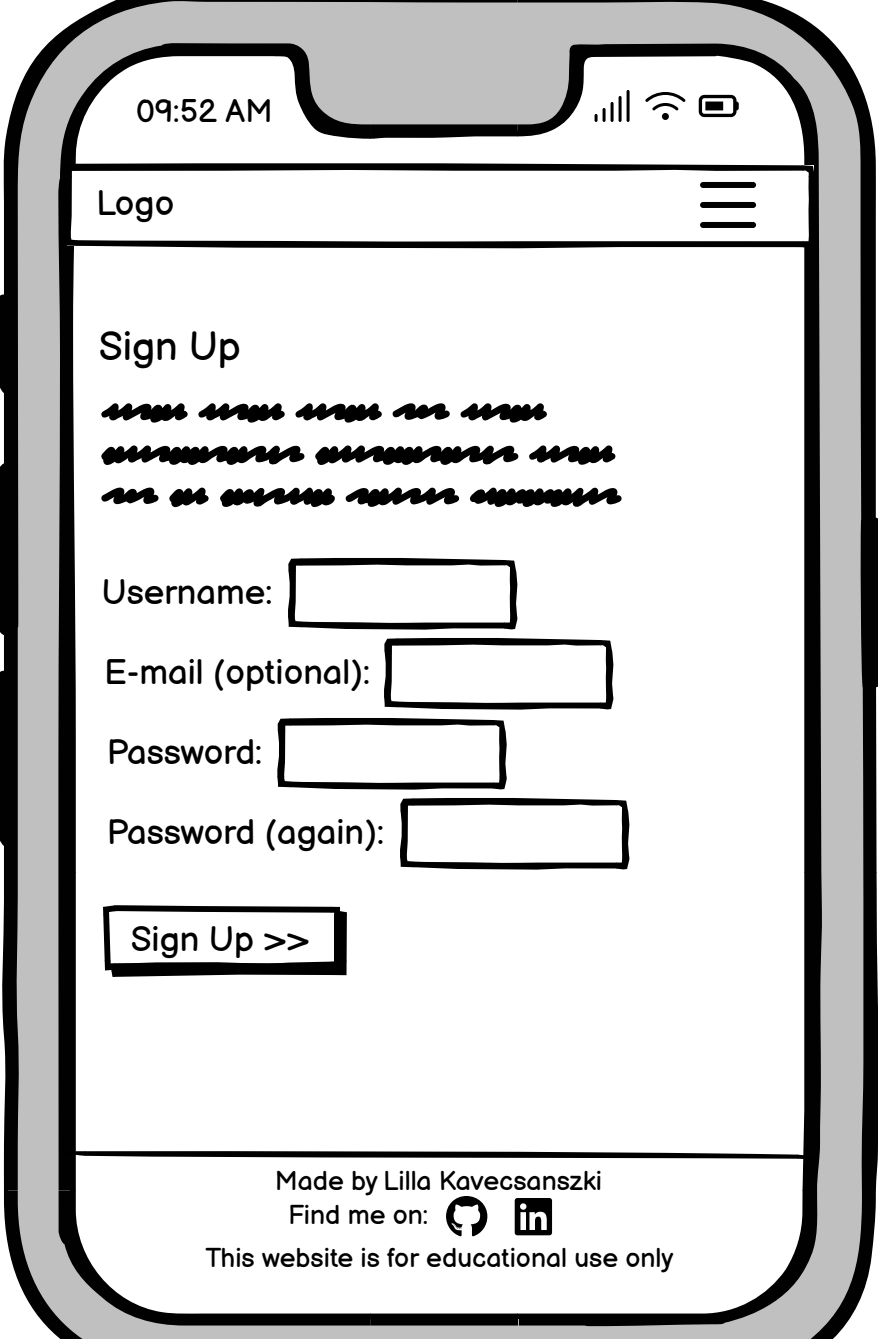 09:52 AM
Logo
Sign Up
Username:
E-mail (optional):
Password:
Password (again):
Sign Up >>
Made by Lilla Kavecsanszki
Find me on: in
This website is for educational use only